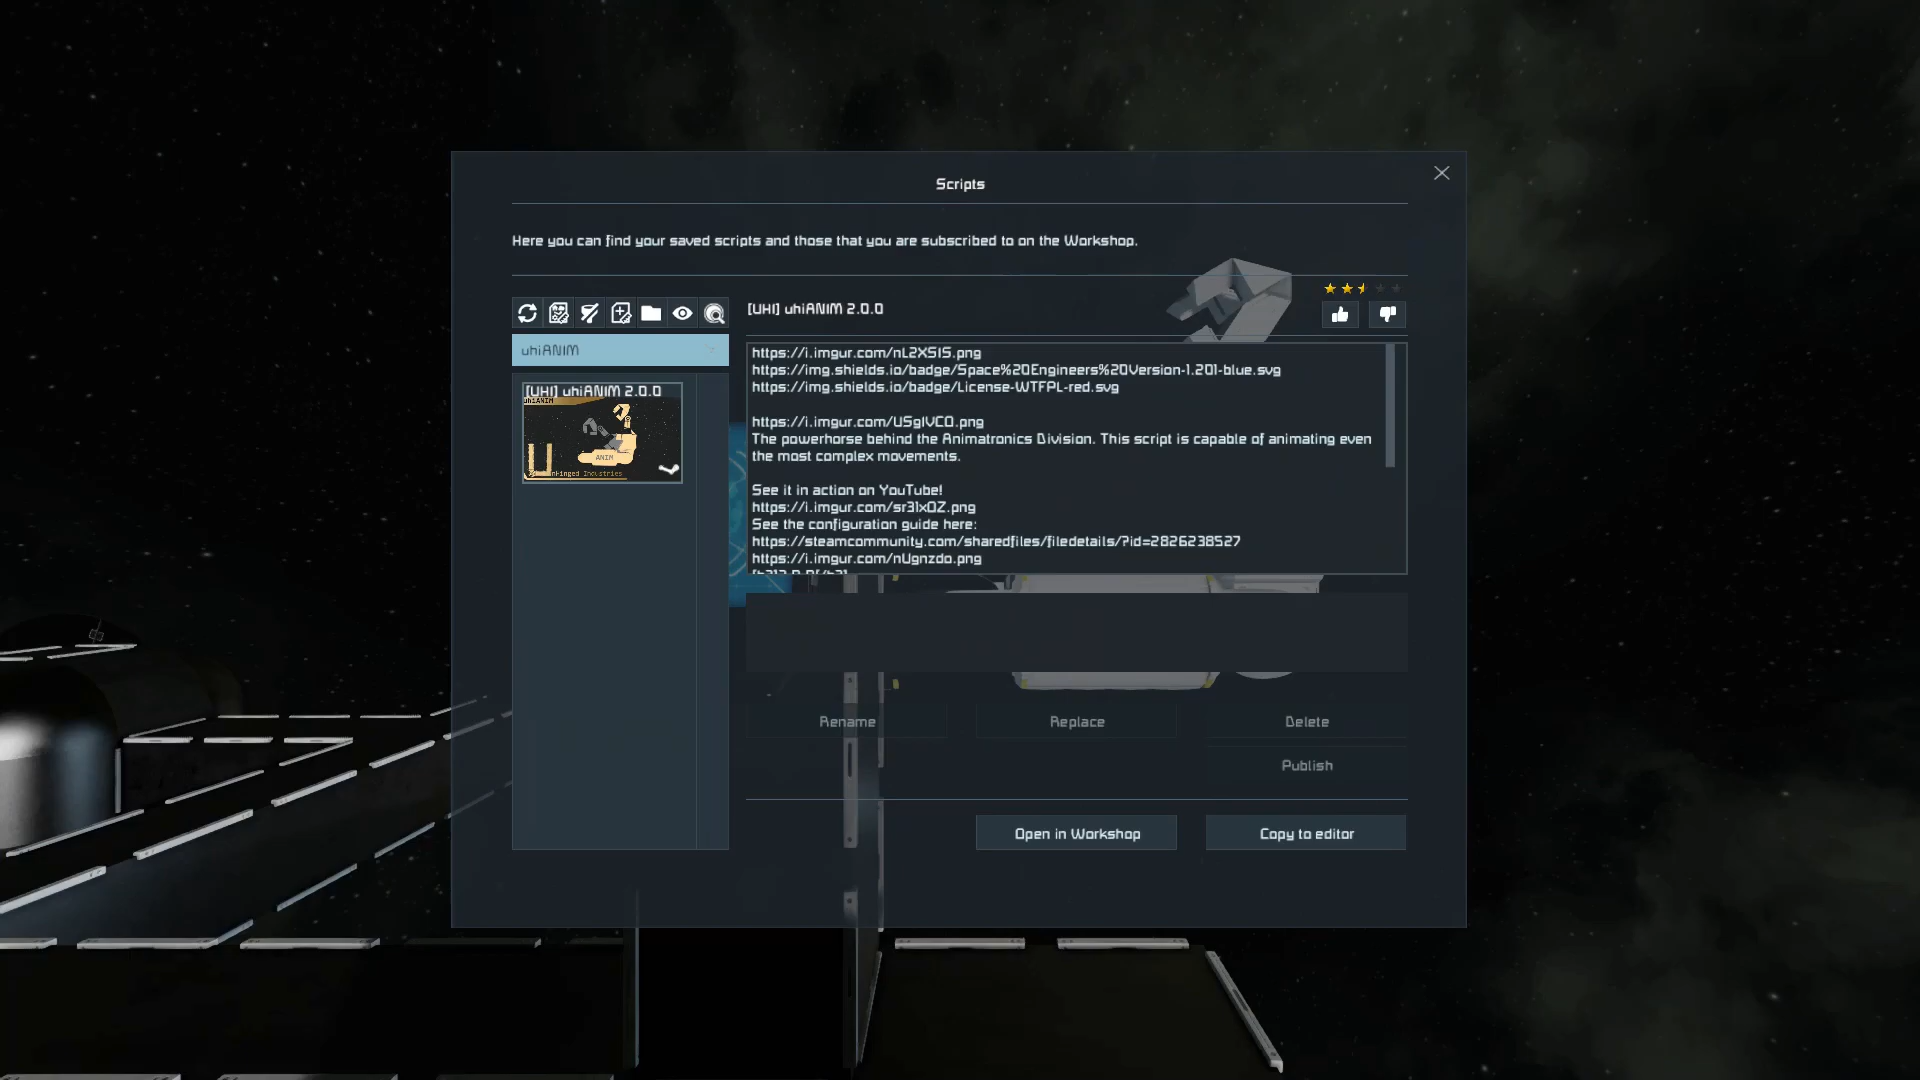 Scripts
Here you can find your saved scripts and those that you are subscribed to on the Workshop.
[UHI] uhiANIM 2.0.0
uhiANIM
https://i.imgur.com/nL2XSIS.png
https://img.shields.io/badge/Space%20Engineers%20Version-1.201-blue.svg
https://img.shields.io/badge/License-WTFPL-red.svg
https://i.imgur.com/USgIVCO.png
The powerhorse behind the Animatronics Division. This script is capable of animating even
the most complex movements.
See it in action on YouTube!
https://i.imgur.com/sr31xOZ.png
See the configuration guide here:
https://steamcommunity.com/sharedfiles/filedetails/?id=2826238527
https://i.imgur.com/nUgnzdo.png
[UHI] uhiANIM 2.0.0
uhiANIM
ANIM
Industries
Rename
Replace
Delete
Publish
Open in Workshop
Copy to editor